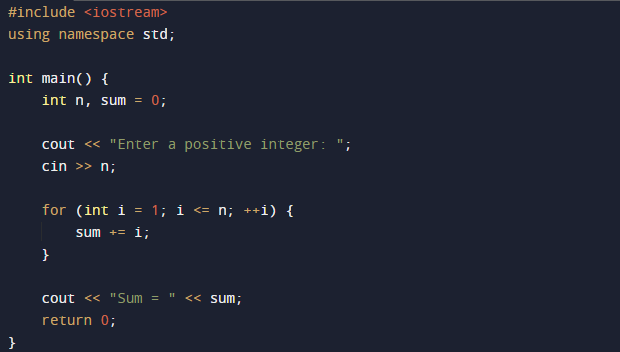 #include <iostream>
using namespace std;
int main() {
    int n, sum = 0;
    cout << "Enter a positive integer: ";
    cin >> n;
    for (int i = 1; i <= n; ++i) {
        sum += i;
    }
    cout << "Sum = " << sum;
    return 0;
}